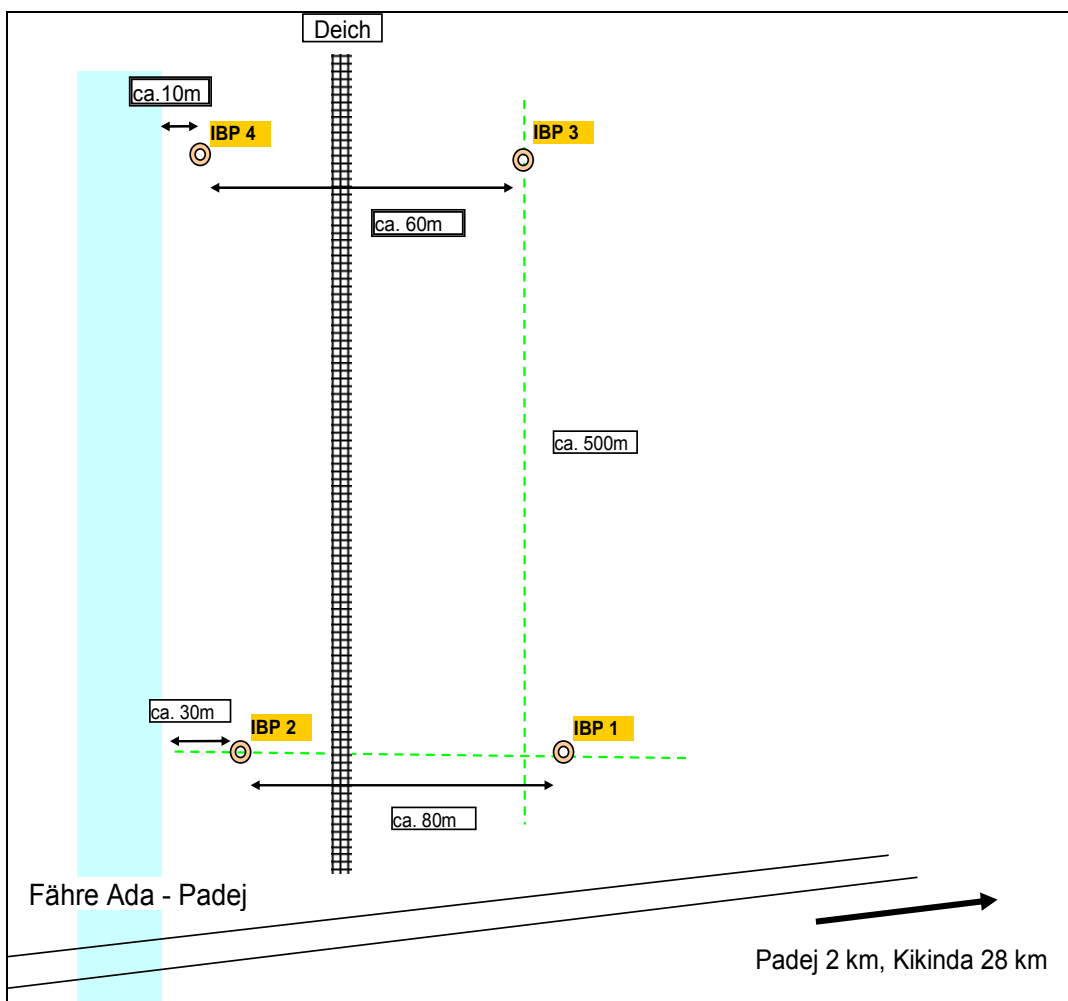 Deich
ca.10m
IBP 4
IBP 3
ca. 60m
ca. 500m
ca. 30m
IBP 2
IBP 1
ca. 80m
Fähre Ada - Padej
Padej 2 km, Kikinda 28 km